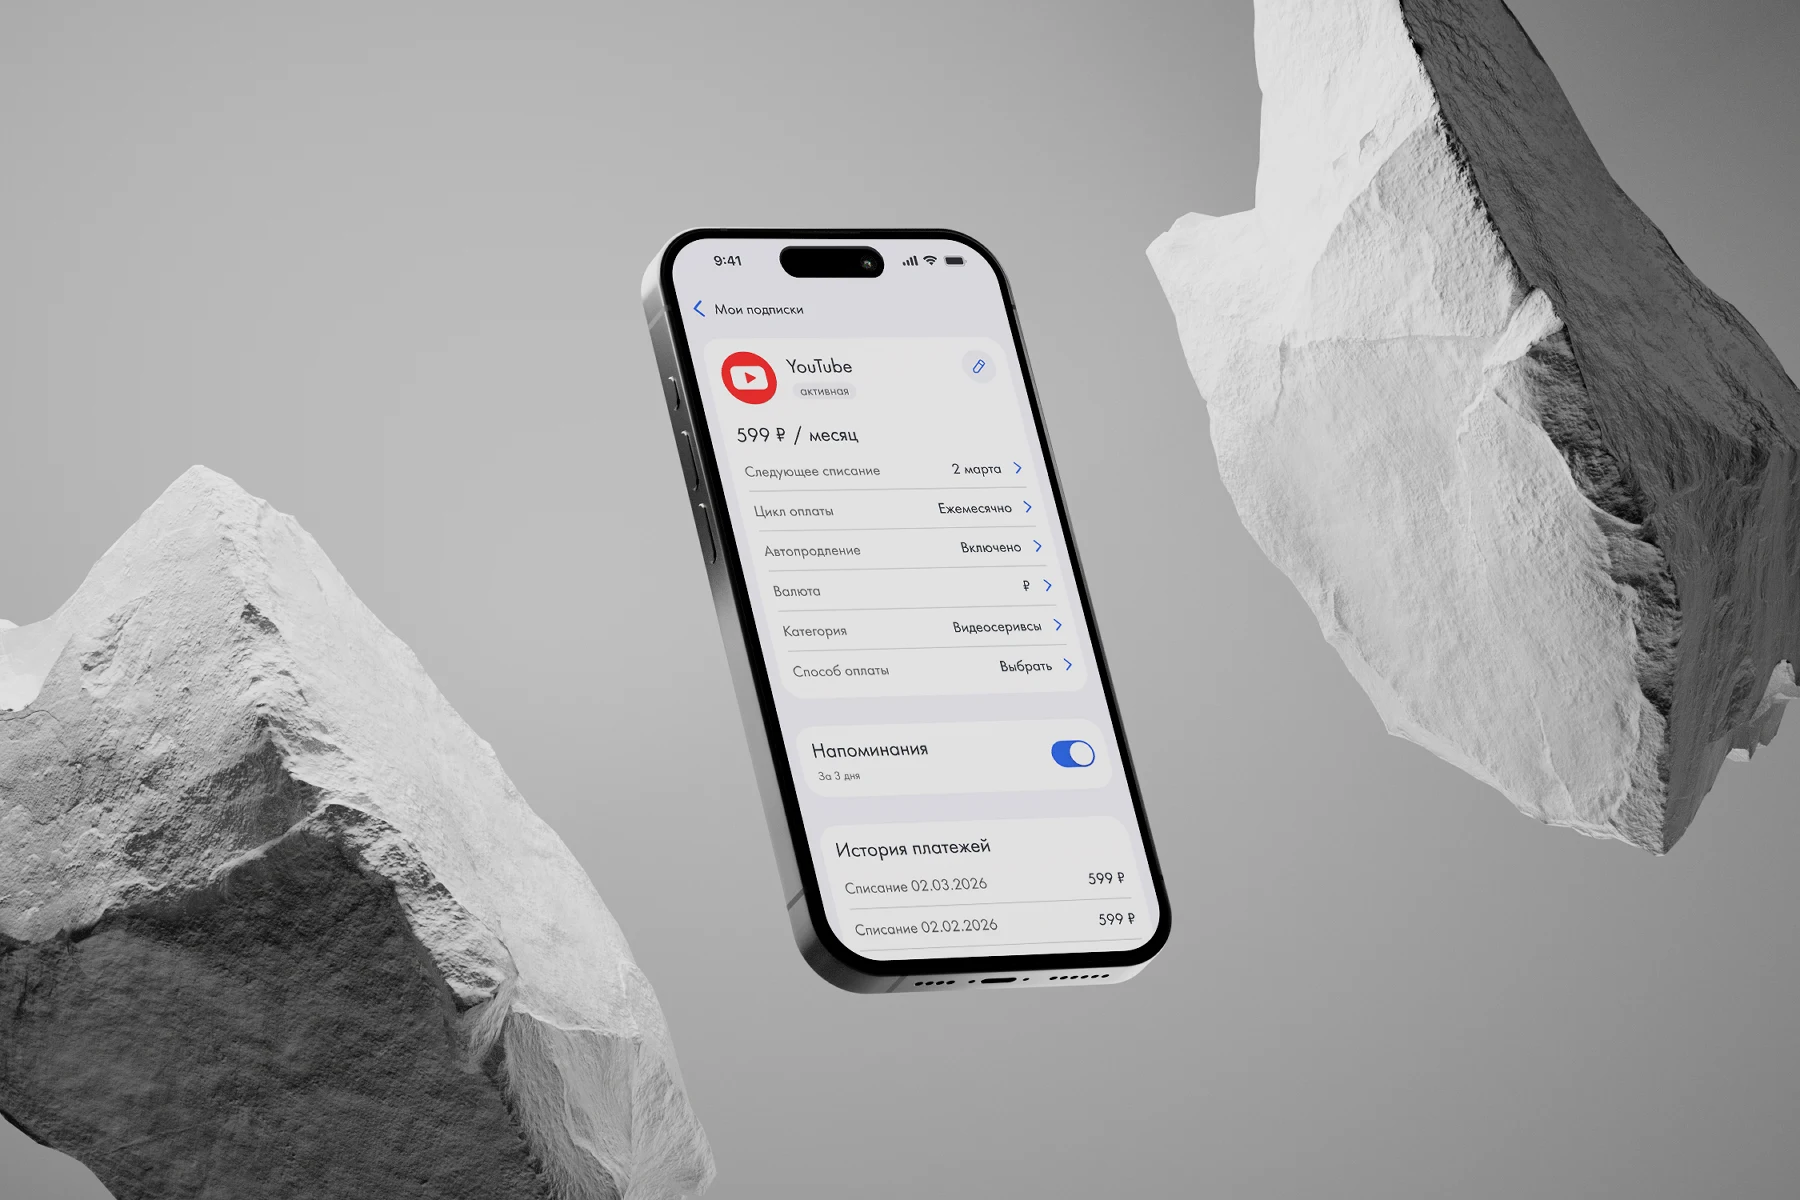 9:41
Мои подписки
YouTube
активная
599 ₽ / месяц
Следующее списание 2 марта
Цикл оплаты Ежемесячно
Автопродление Включено
Валюта ₽
Категория Видеосеривсы
Способ оплаты Выбрать
Напоминания
За 3 дня
История платежей
Списание 02.03.2026 599 ₽
Списание 02.02.2026 599 ₽